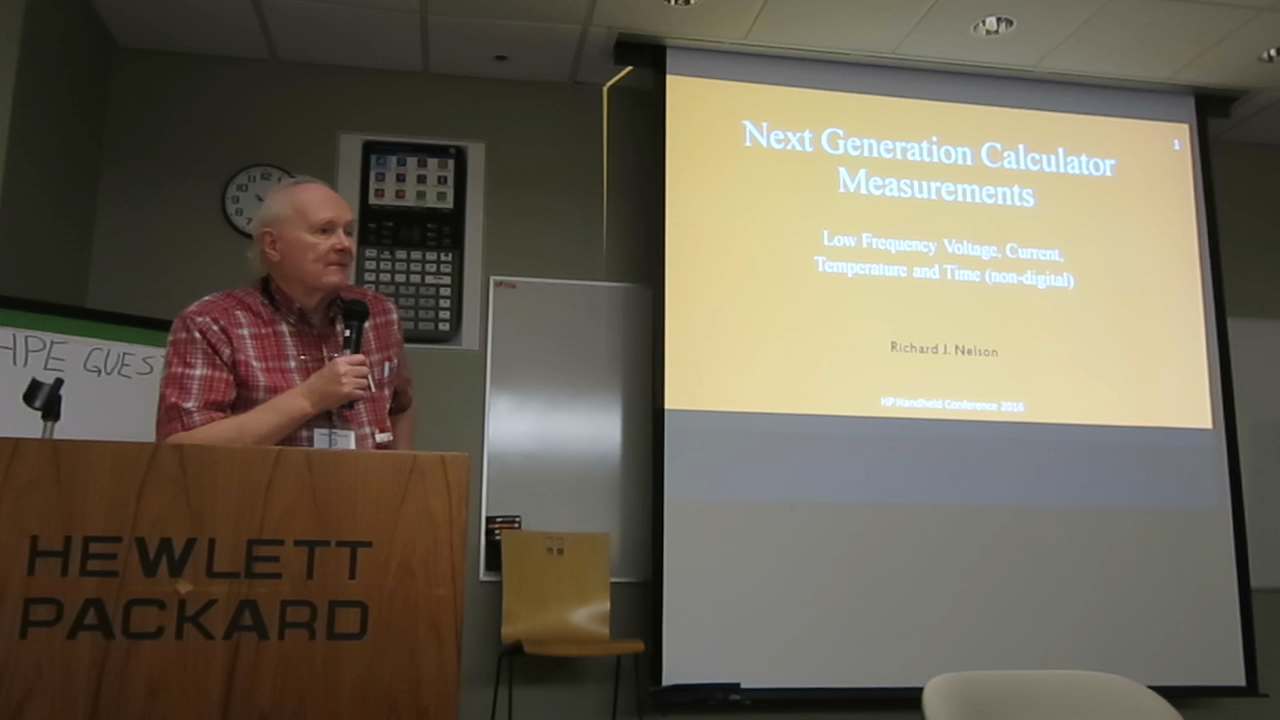 HPE GUES
HEWLETT
PACKARD
1
Next Generation Calculator
Measurements
Low Frequency Voltage, Current,
Temperature and Time (non-digital)
Richard J. Nelson
HP Handheld Conference 2016